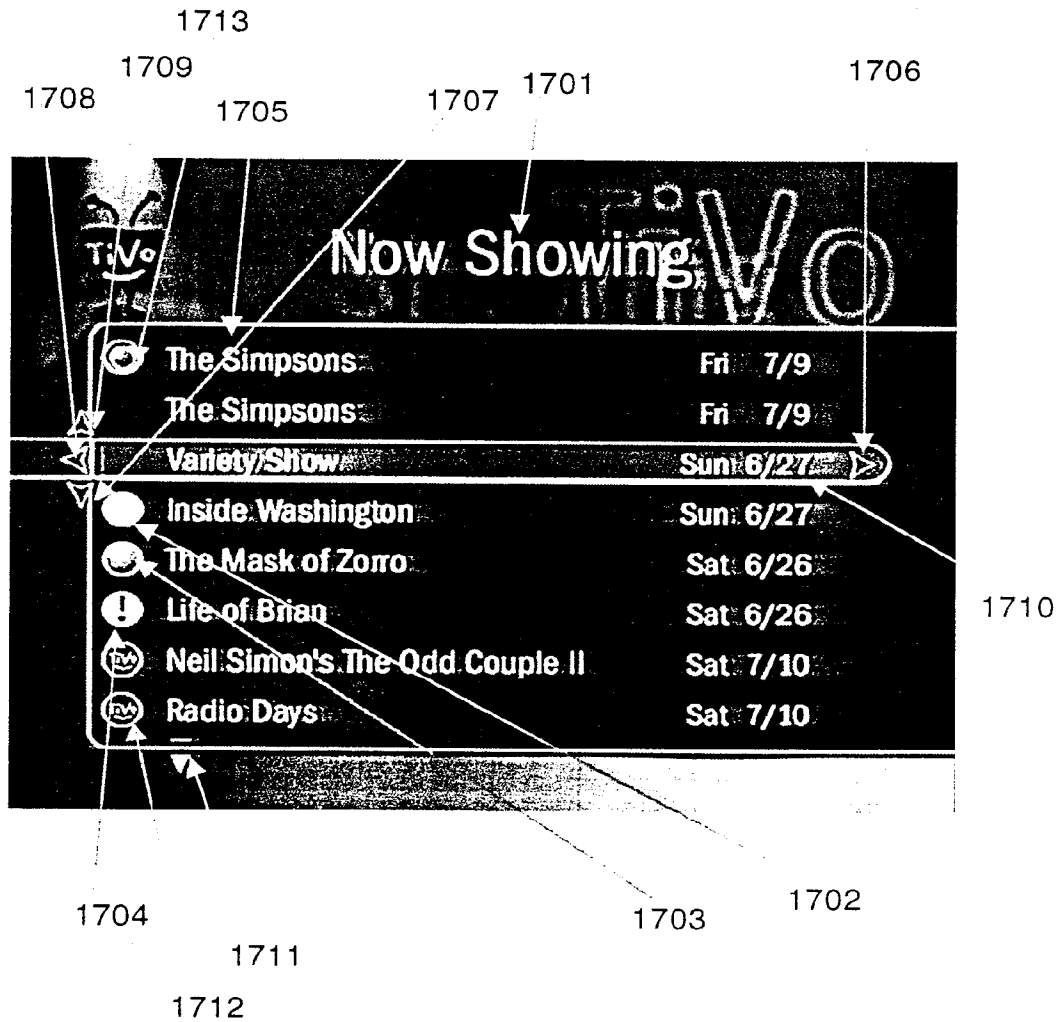 1713
1709
1706
1708
1705
1707
1701
TiVo
TiVo
Now Showing
The Simpsons Fri 7/9
The Simpsons Fri 7/9
Variety Show Sun 6/27
Inside Washington Sun 6/27
The Mask of Zorro Sat 6/26
! Life of Brian Sat 6/26
TiVo Neil Simon's The Odd Couple II Sat 7/10
TiVo Radio Days Sat 7/10
1710
1704
1703
1702
1711
1712